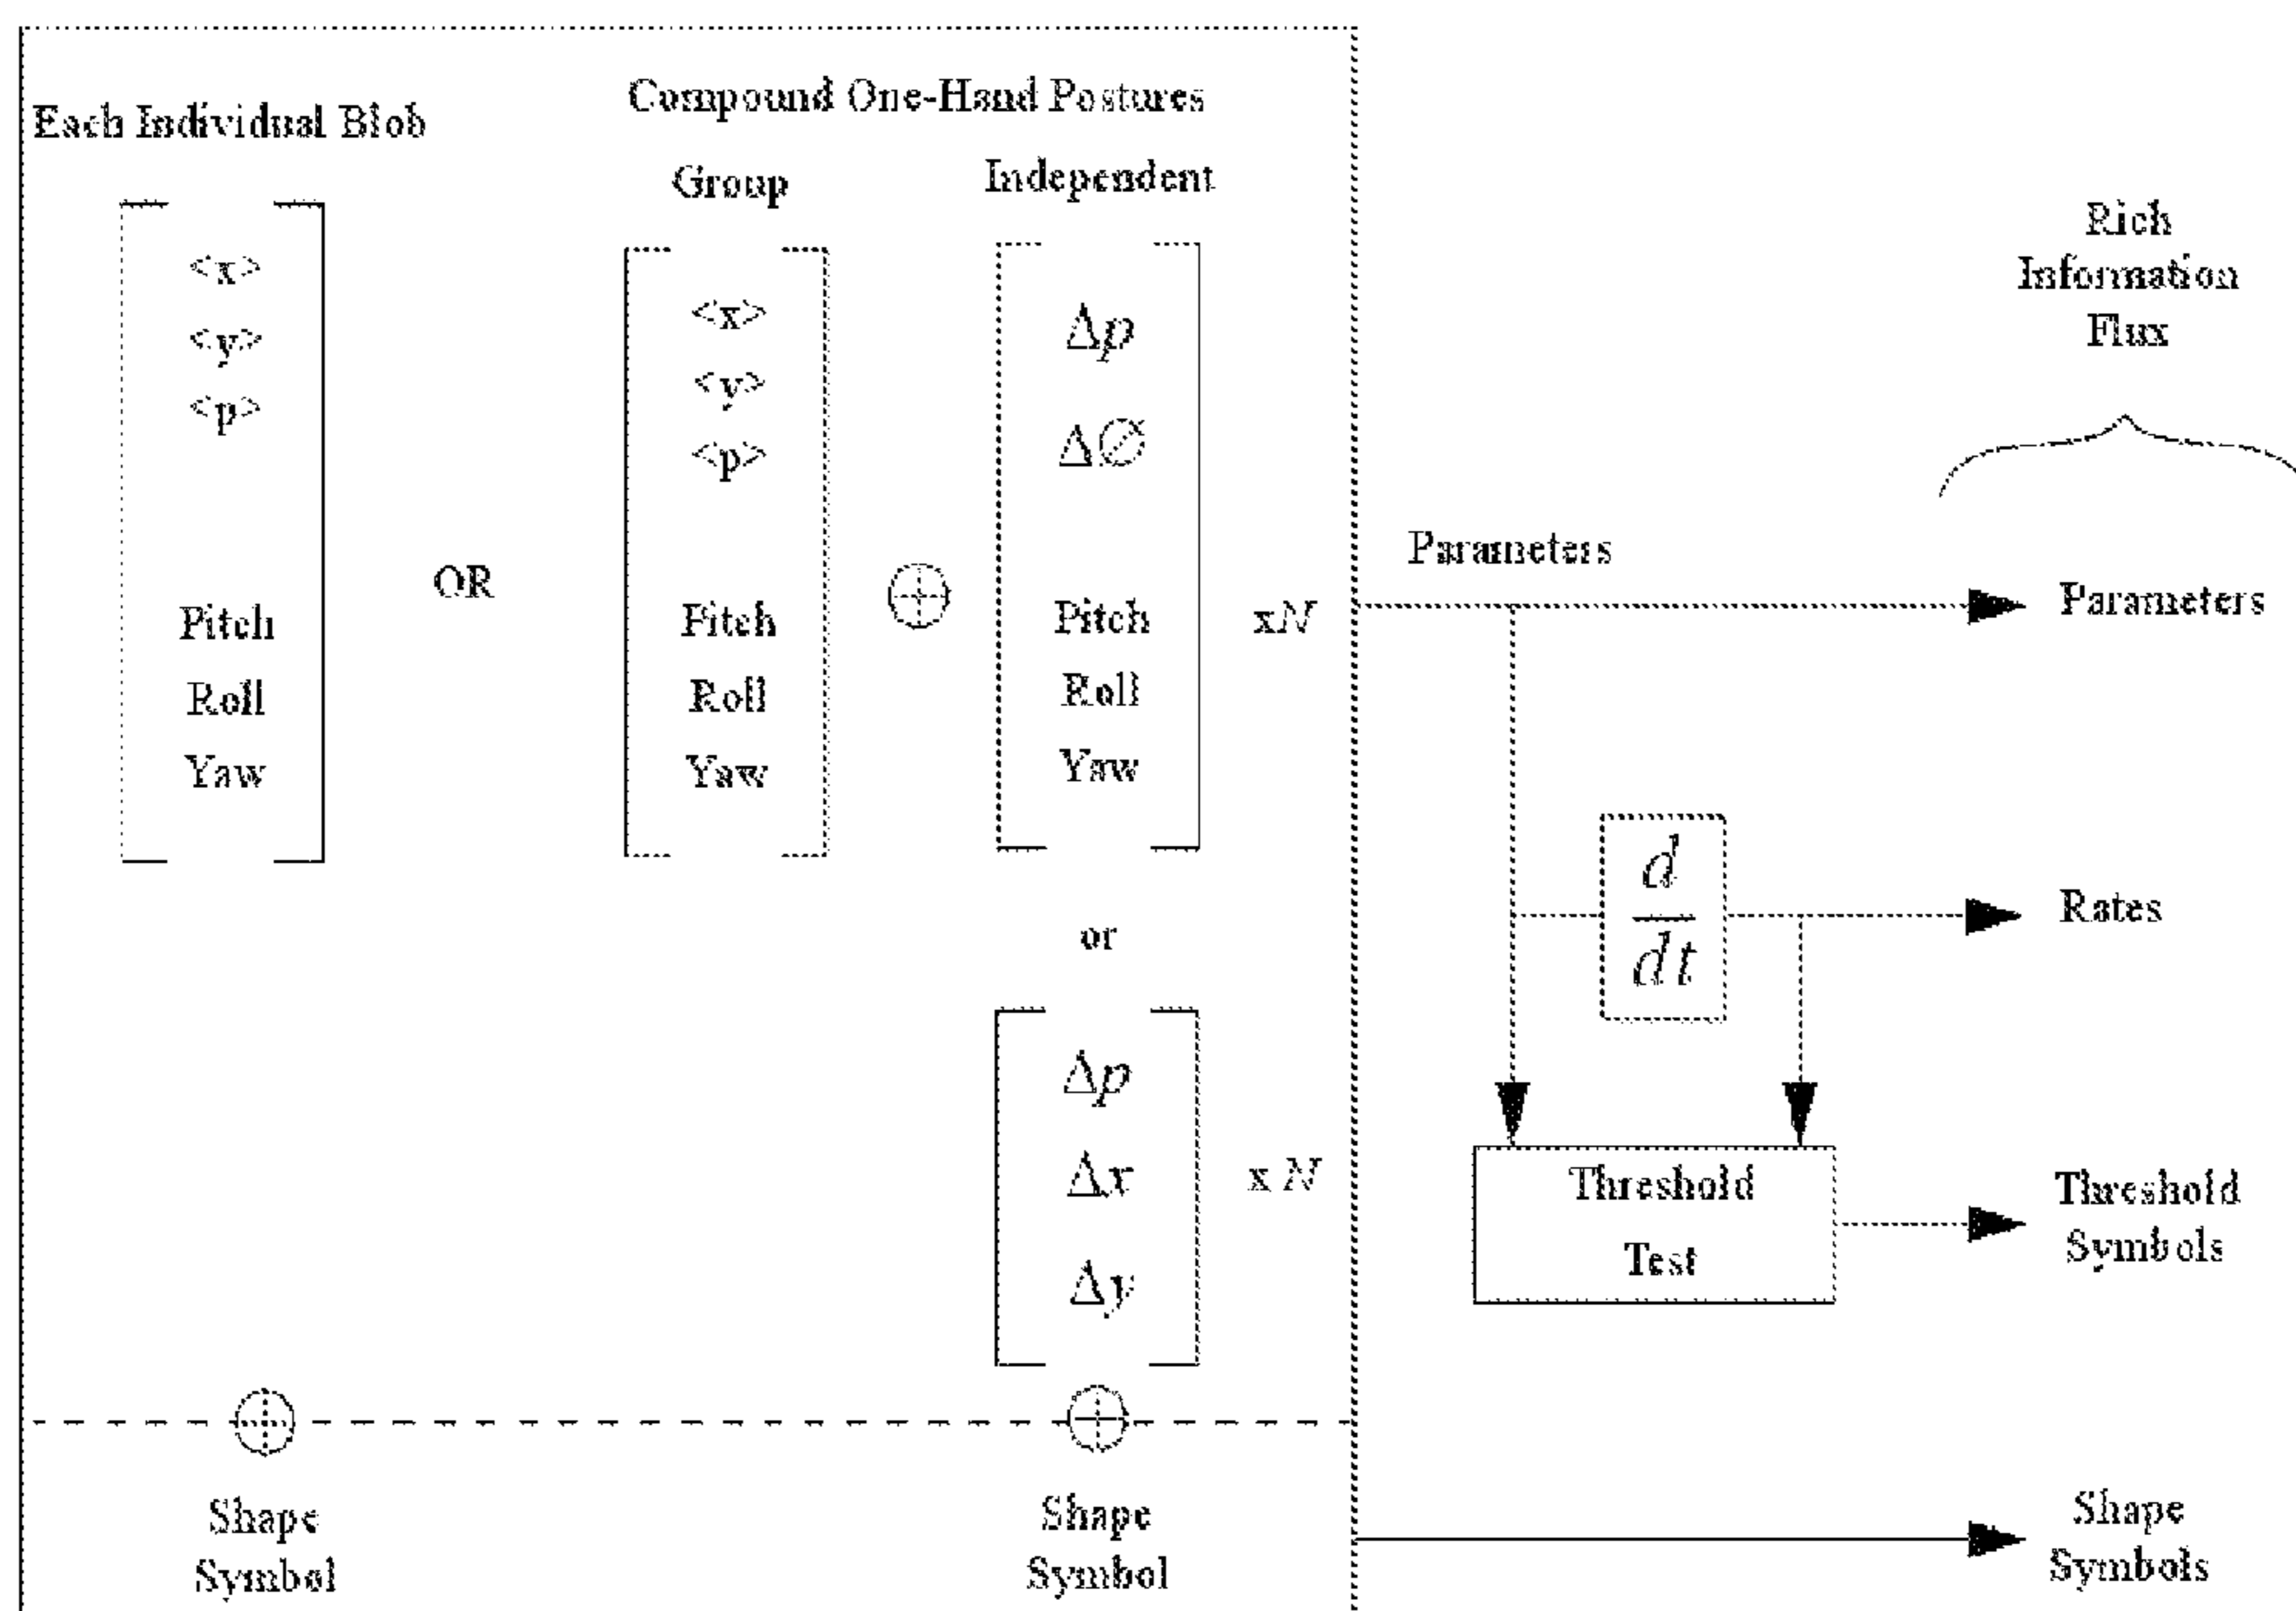 Each Individual Blob
<x>
<y>
<p>
Pitch
Roll
Yaw
OR
Compound One-Hand Postures
Group
<x>
<y>
<p>
Pitch
Roll
Yaw
⊕
Independent
Δp
Δ∅
Pitch
Roll
Yaw
xN
or
Δp
Δx
Δy
x N
⊕
Shape
Symbol
⊕
Shape
Symbol
Parameters
d
dt
Threshold
Test
Rich
Information
Flux
Parameters
Rates
Threshold
Symbols
Shape
Symbols